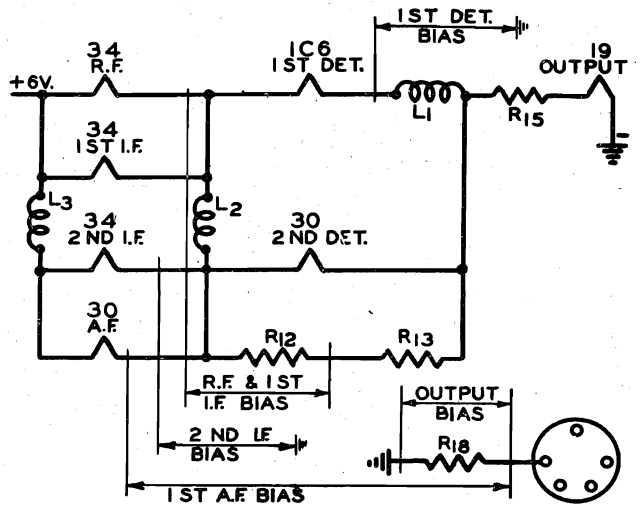 1ST DET.
BIAS
34
R.F.
1C6
1ST DET.
19
OUTPUT
+6V.
L1
R15
34
1ST I.F.
L3
L2
34
2ND I.F.
30
2ND DET.
30
A.F.
R12
R13
R.F. & 1ST
I.F. BIAS
OUTPUT
BIAS
2ND I.F.
BIAS
R18
1ST A.F. BIAS